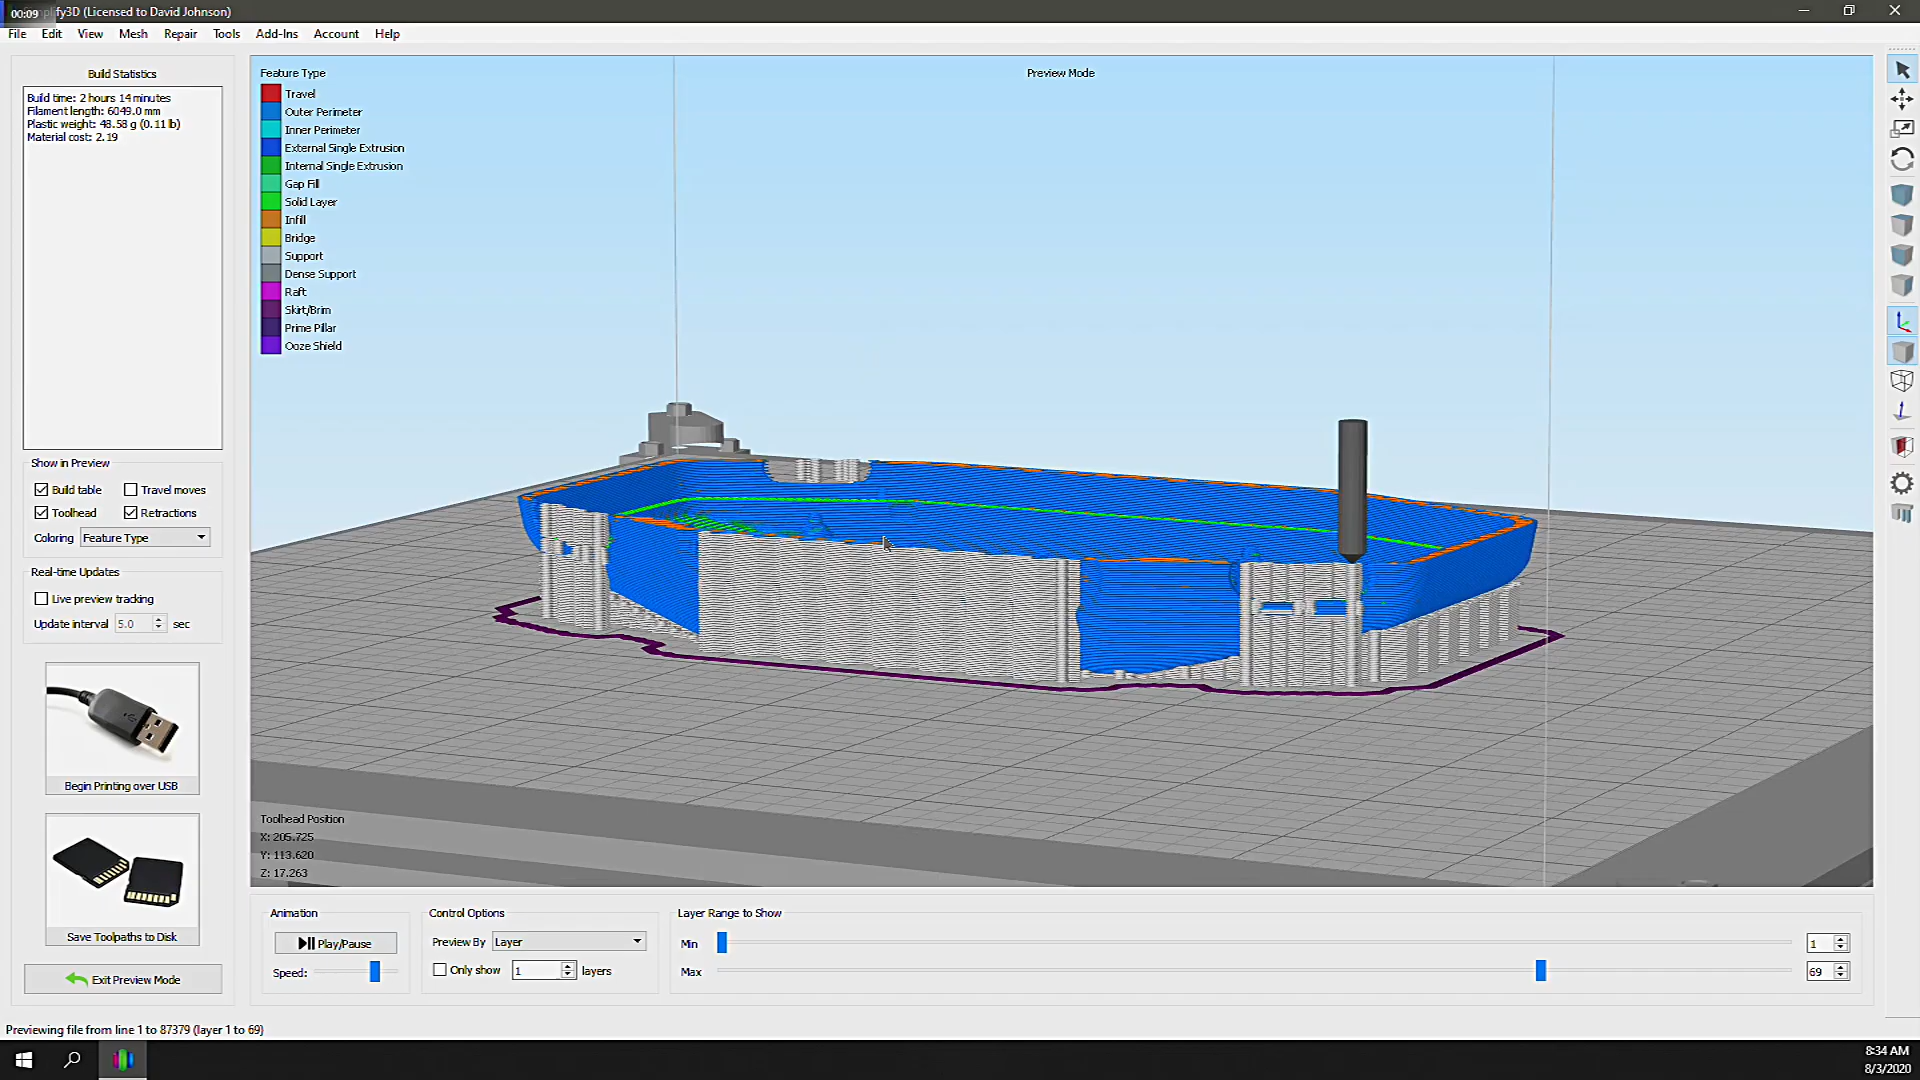 00:09
fy3D (Licensed to David Johnson)
File Edit View Mesh Repair Tools Add-Ins Account Help
Build Statistics
Build time: 2 hours 14 minutes
Filament length: 6049.0 mm
Plastic weight: 48.58 g (0.11 lb)
Material cost: 2.19
Show in Preview
Build table Travel moves
Toolhead Retractions
Coloring Feature Type
Real-time Updates
Live preview tracking
Update interval 5.0 sec
Begin Printing over USB
Save Toolpaths to Disk
Exit Preview Mode
Preview Mode
Feature Type
Travel
Outer Perimeter
Inner Perimeter
External Single Extrusion
Internal Single Extrusion
Gap Fill
Solid Layer
Infill
Bridge
Support
Dense Support
Raft
Skirt/Brim
Prime Pillar
Ooze Shield
Toolhead Position
X: 205.725
Y: 113.620
Z: 17.263
Animation
Play/Pause
Speed:
Control Options
Preview By Layer
Only show 1 layers
Layer Range to Show
Min 1
Max 69
Previewing file from line 1 to 87379 (layer 1 to 69)
8:34 AM
8/3/2020